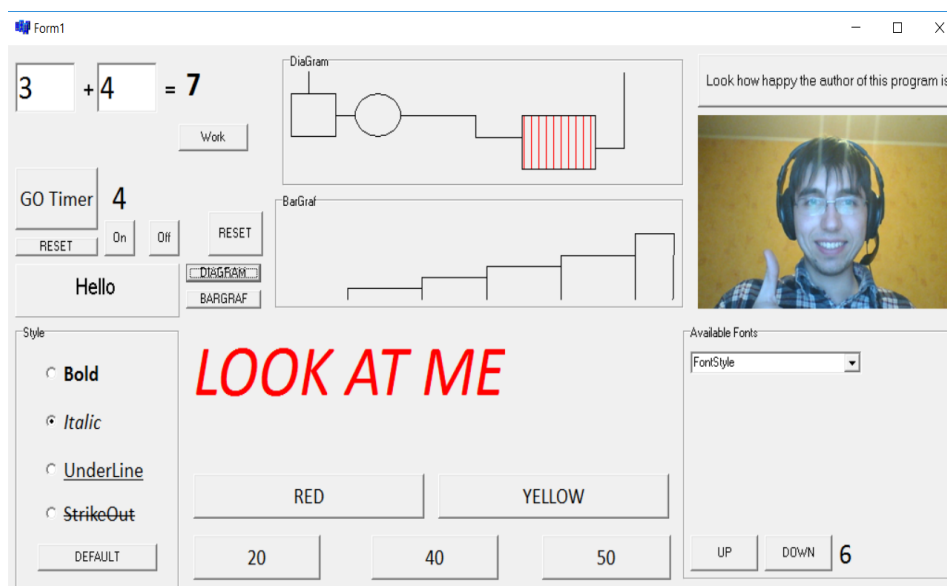 Form1
3 + 4 = 7
Work
GO Timer 4
RESET
On
Off
RESET
Hello
DIAGRAM
BARGRAF
DiaGram
BarGraf
Look how happy the author of this program is
Style
Bold
Italic
UnderLine
StrikeOut
DEFAULT
LOOK AT ME
RED
YELLOW
20
40
50
Available Fonts
FontStyle
UP
DOWN
6